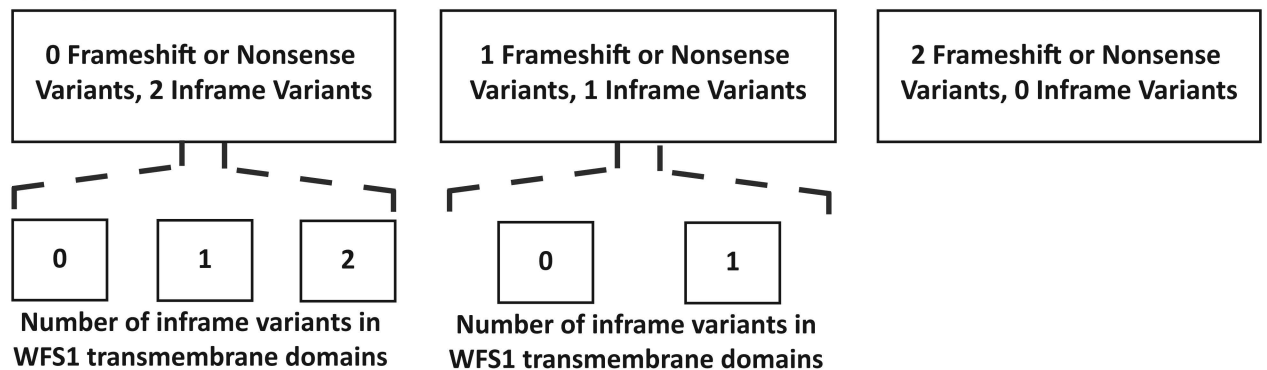 0 Frameshift or Nonsense
Variants, 2 Inframe Variants
1 Frameshift or Nonsense
Variants, 1 Inframe Variants
2 Frameshift or Nonsense
Variants, 0 Inframe Variants
0
1
2
Number of inframe variants in
WFS1 transmembrane domains
0
1
Number of inframe variants in
WFS1 transmembrane domains